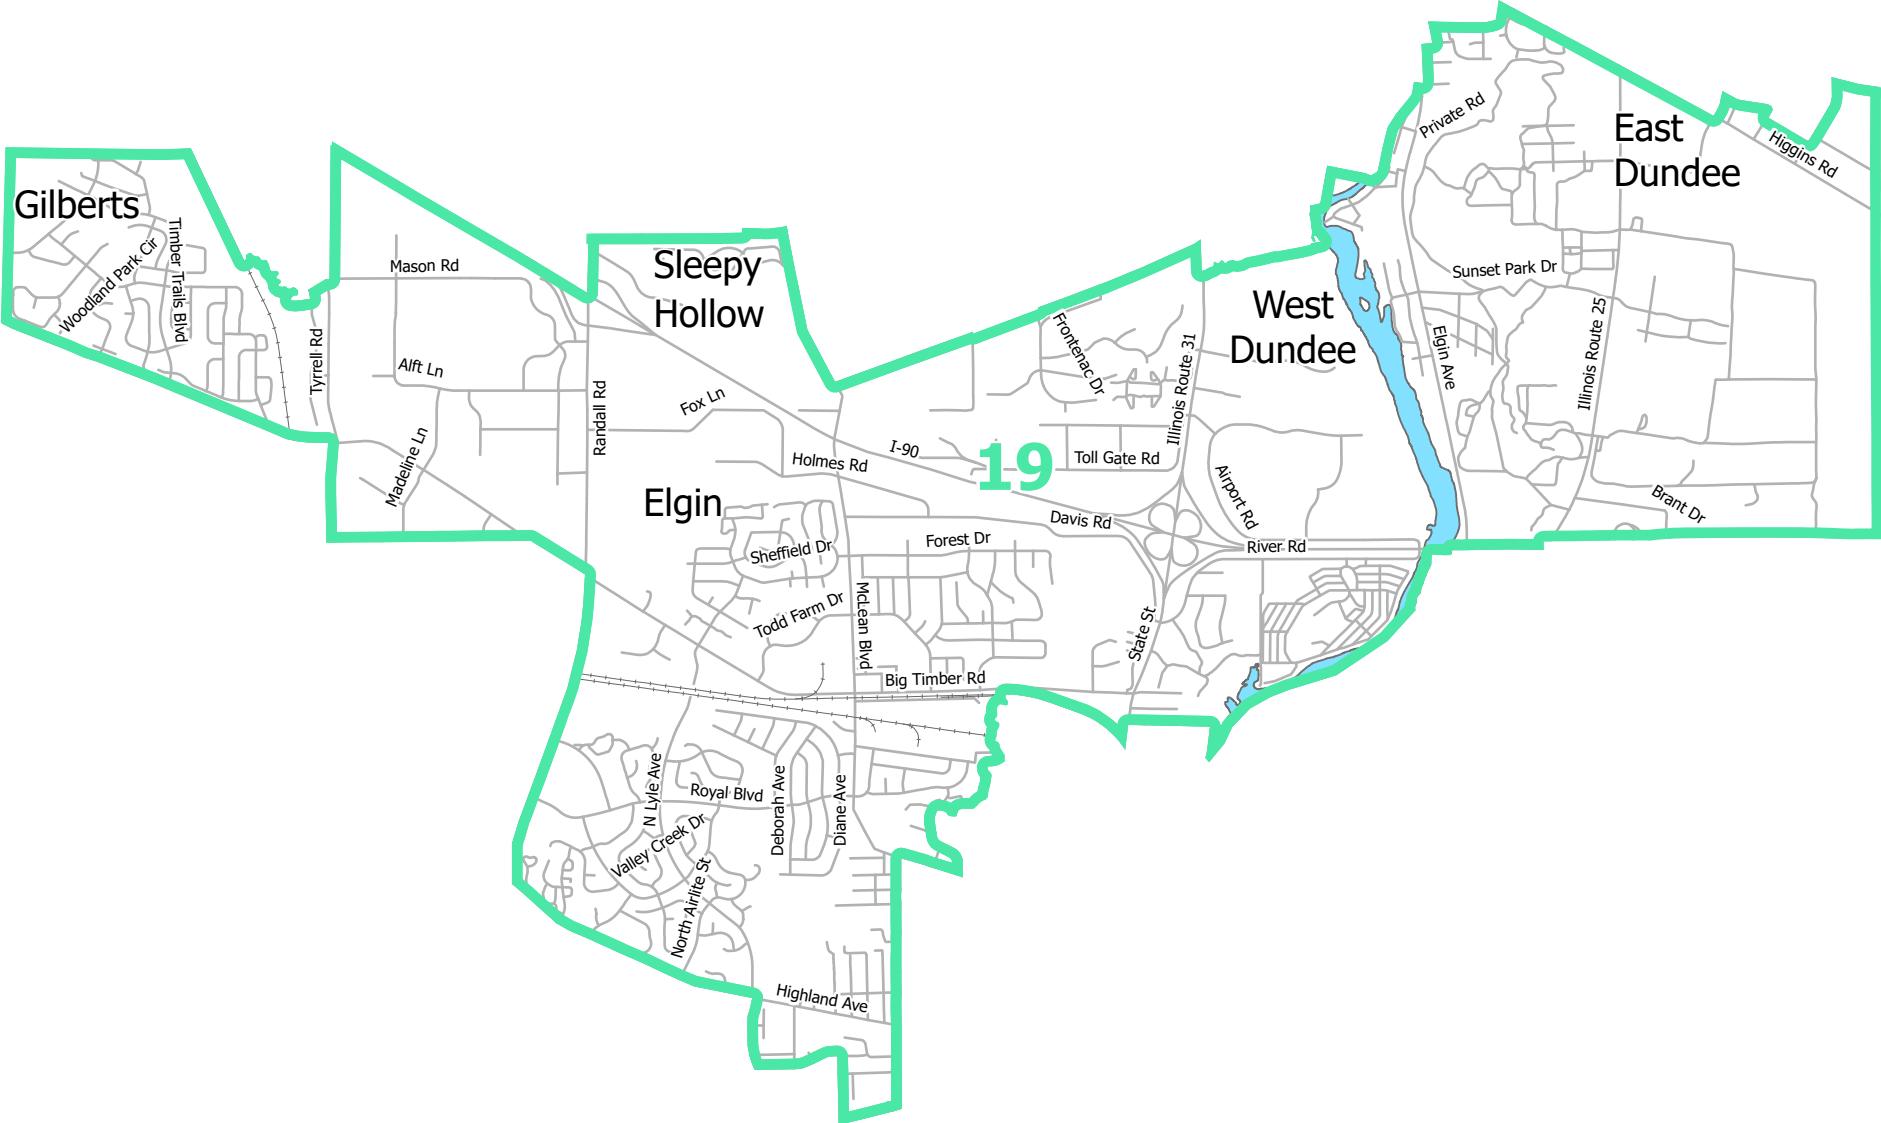 Private Rd
East
Dundee
Higgins Rd
Gilberts
Timber Trails Blvd
Woodland Park Cir
Mason Rd
Sleepy
Hollow
Sunset Park Dr
West
Dundee
Tyrrell Rd
Alft Ln
Frontenac Dr
Illinois Route 31
Elgin Ave
Illinois Route 25
Randall Rd
Fox Ln
Madeline Ln
I-90
Holmes Rd
19
Toll Gate Rd
Airport Rd
Brant Dr
Elgin
Davis Rd
Sheffield Dr
Forest Dr
River Rd
Todd Farm Dr
McLean Blvd
State St
Big Timber Rd
N Lyle Ave
Royal Blvd
Deborah Ave
Diane Ave
Valley Creek Dr
North Airlite St
Highland Ave